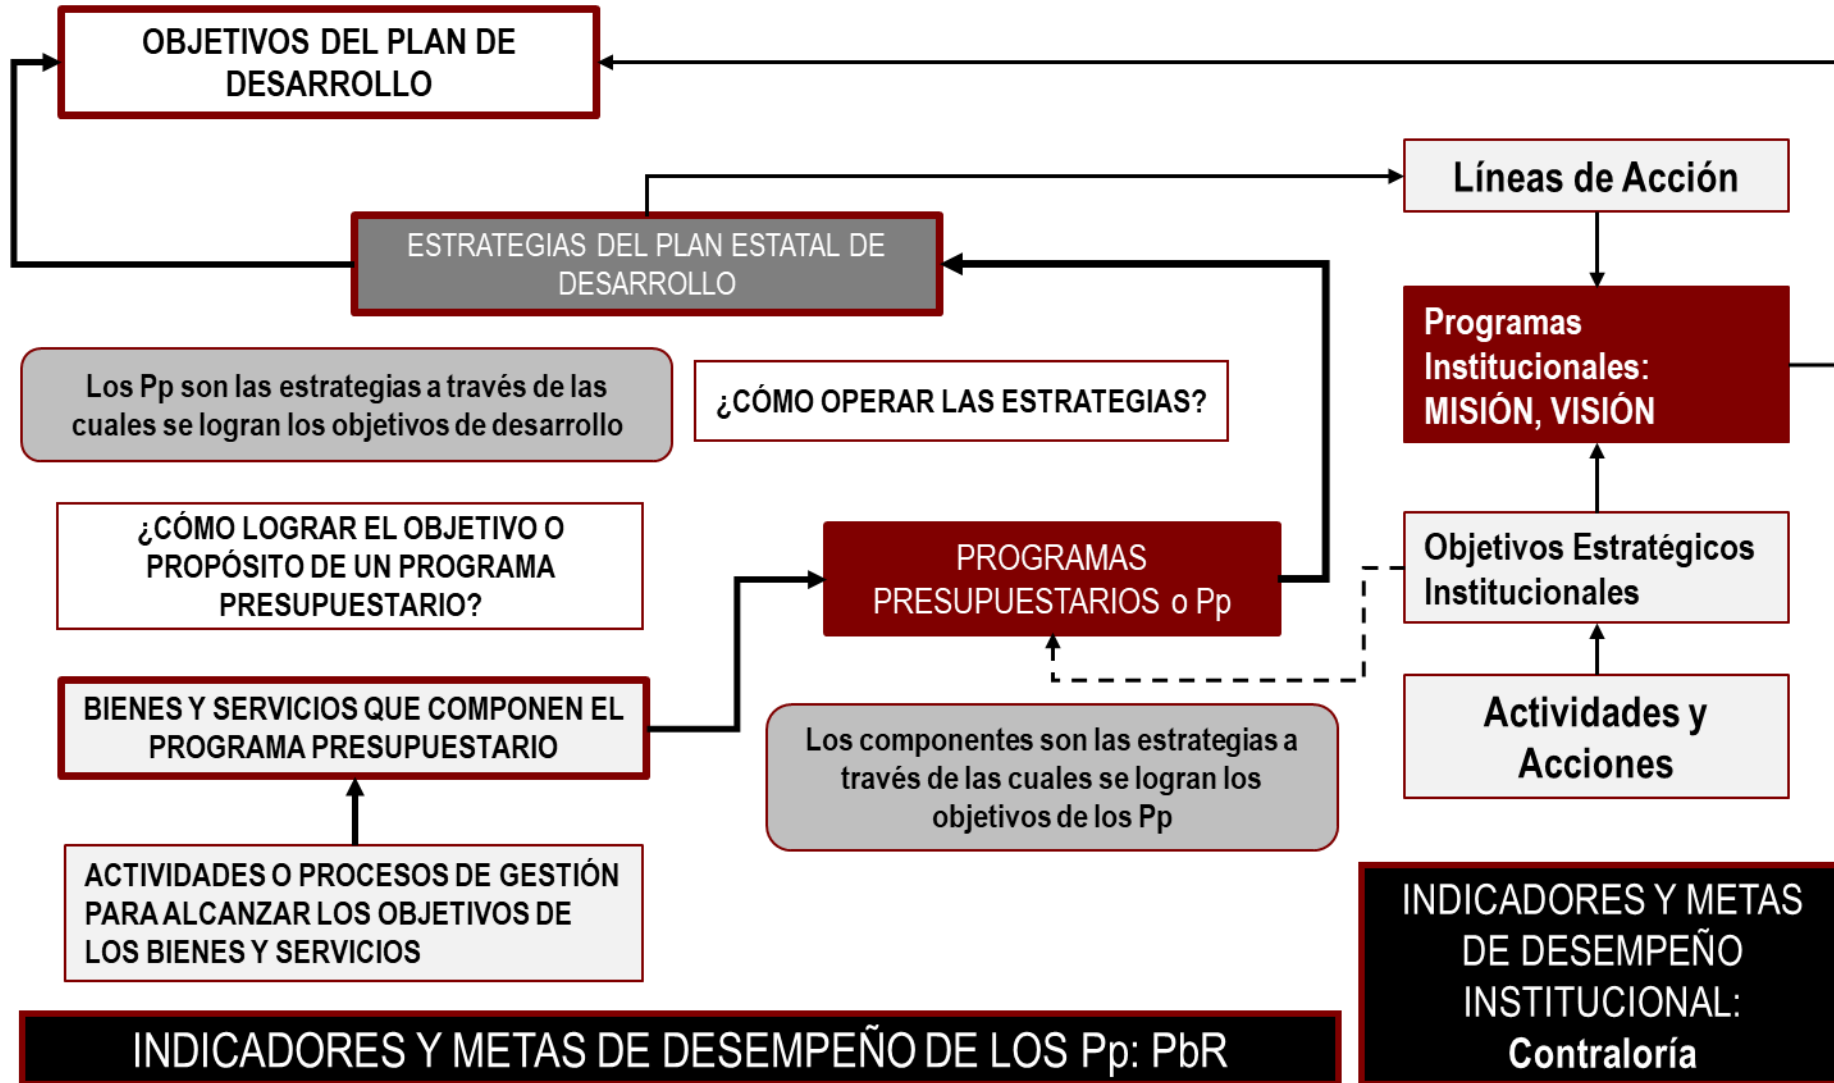 OBJETIVOS DEL PLAN DE
DESARROLLO
Líneas de Acción
ESTRATEGIAS DEL PLAN ESTATAL DE
DESARROLLO
Programas
Institucionales:
MISIÓN, VISIÓN
Los Pp son las estrategias a través de las
cuales se logran los objetivos de desarrollo
¿CÓMO OPERAR LAS ESTRATEGIAS?
¿CÓMO LOGRAR EL OBJETIVO O
PROPÓSITO DE UN PROGRAMA
PRESUPUESTARIO?
PROGRAMAS
PRESUPUESTARIOS o Pp
Objetivos Estratégicos
Institucionales
BIENES Y SERVICIOS QUE COMPONEN EL
PROGRAMA PRESUPUESTARIO
Los componentes son las estrategias a
través de las cuales se logran los
objetivos de los Pp
Actividades y
Acciones
ACTIVIDADES O PROCESOS DE GESTIÓN
PARA ALCANZAR LOS OBJETIVOS DE
LOS BIENES Y SERVICIOS
INDICADORES Y METAS DE DESEMPEÑO DE LOS Pp: PbR
INDICADORES Y METAS
DE DESEMPEÑO
INSTITUCIONAL:
Contraloría